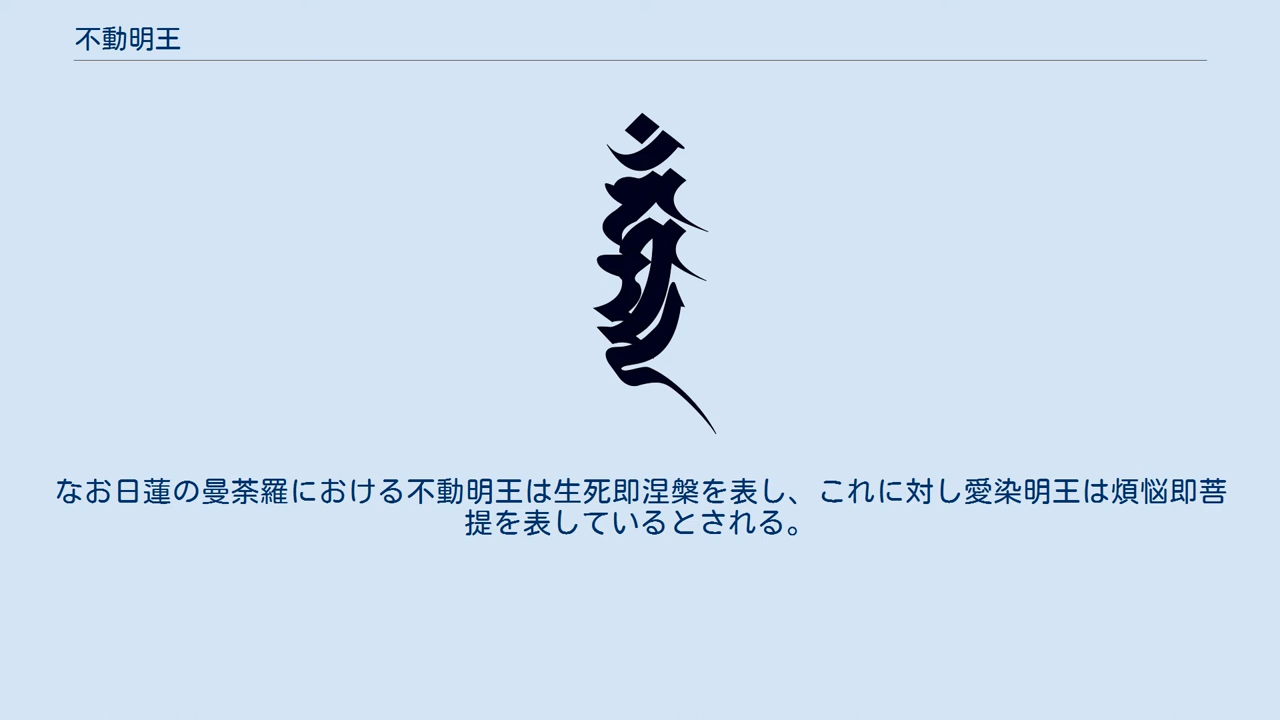 不動明王
なお日蓮の曼荼羅における不動明王は生死即涅槃を表し、これに対し愛染明王は煩悩即菩
提を表しているとされる。